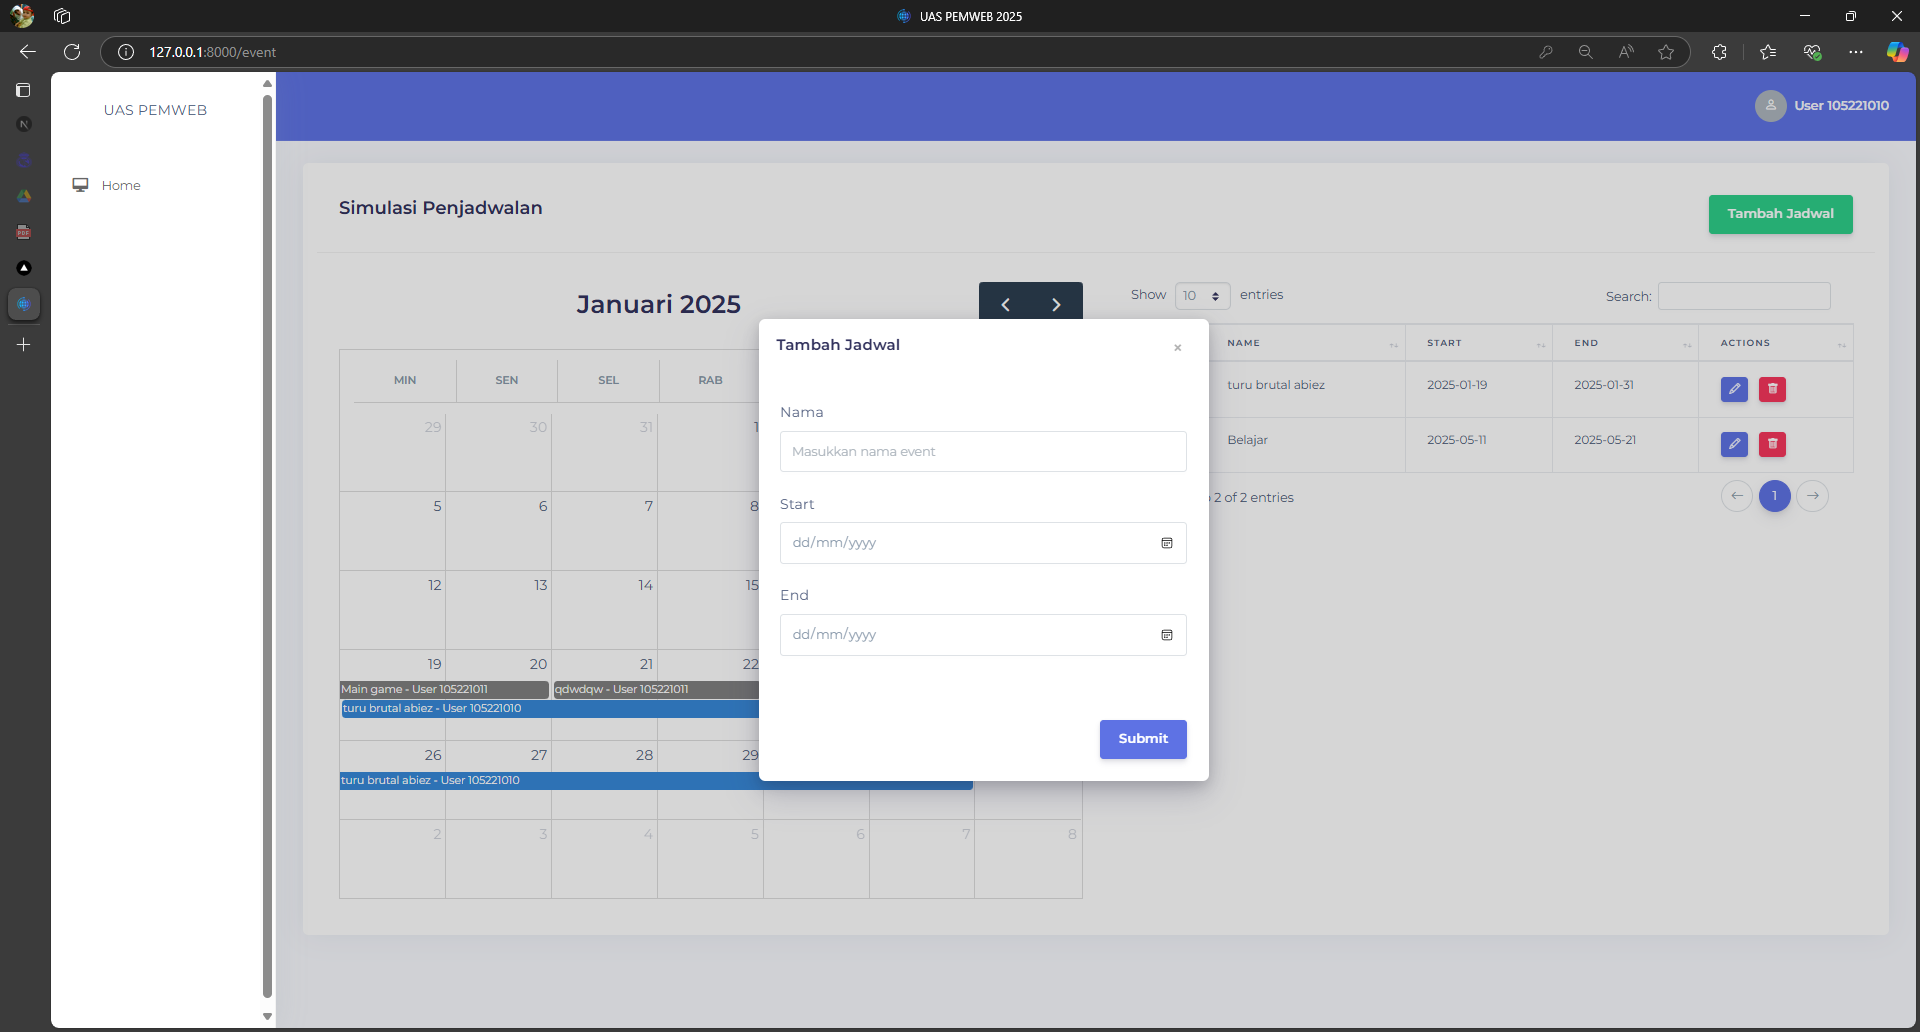 UAS PEMWEB 2025
127.0.0.1:8000/event
UAS PEMWEB
Home
User 105221010
Simulasi Penjadwalan
Tambah Jadwal
Januari 2025
MIN SEN SEL RAB
29 30 31 1
5 6 7 8
12 13 14 15
19 20 21 22
Main game - User 105221011 qdwdqw - User 105221011
turu brutal abiez - User 105221010
26 27 28 29
turu brutal abiez - User 105221010
2 3 4 5 6 7 8
Tambah Jadwal
×
Nama
Masukkan nama event
Start
dd/mm/yyyy
End
dd/mm/yyyy
Submit
Show 10 entries
Search:
NAME START END ACTIONS
turu brutal abiez 2025-01-19 2025-01-31
Belajar 2025-05-11 2025-05-21
2 of 2 entries
1